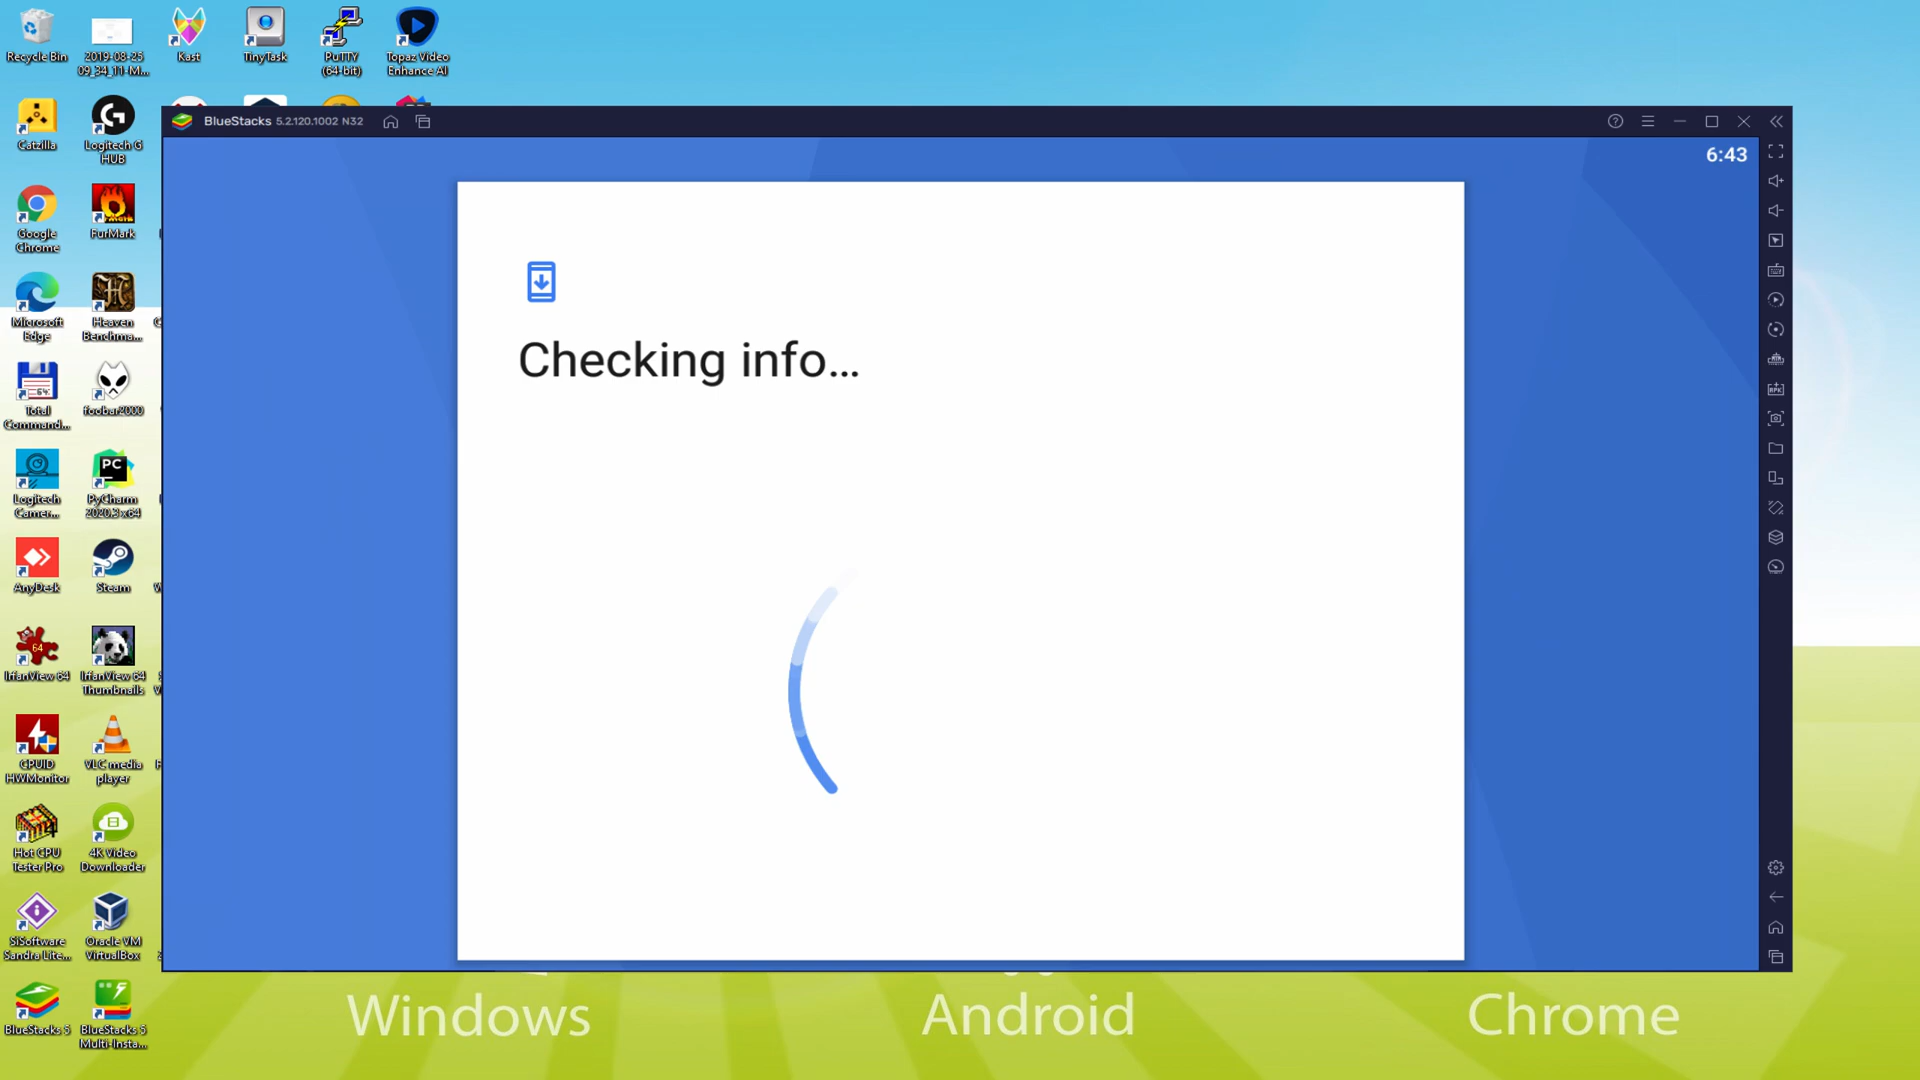 Recycle Bin
2019-08-25
09_34_11-M...
Kast
TinyTask
PuTTY
(64-bit)
Topaz Video
Enhance AI
Catzilla
Logitech G
HUB
BlueStacks 5.2.120.1002 N32
6:43
Google
Chrome
FurMark
Checking info...
Microsoft
Edge
Heaven
Benchma...
Total
Command...
64
foobar2000
Logitech
Camer...
PC
PyCharm
2020.3 x64
APK
AnyDesk
Steam
64
IrfanView 64
IrfanView 64
Thumbnails
CPUID
HWMonitor
VLC media
player
Hot CPU
Tester Pro
4K Video
Downloader
SiSoftware
Sandra Lite...
Oracle VM
VirtualBox
BlueStacks 5
BlueStacks 5
Multi-Insta...
Windows
Android
Chrome